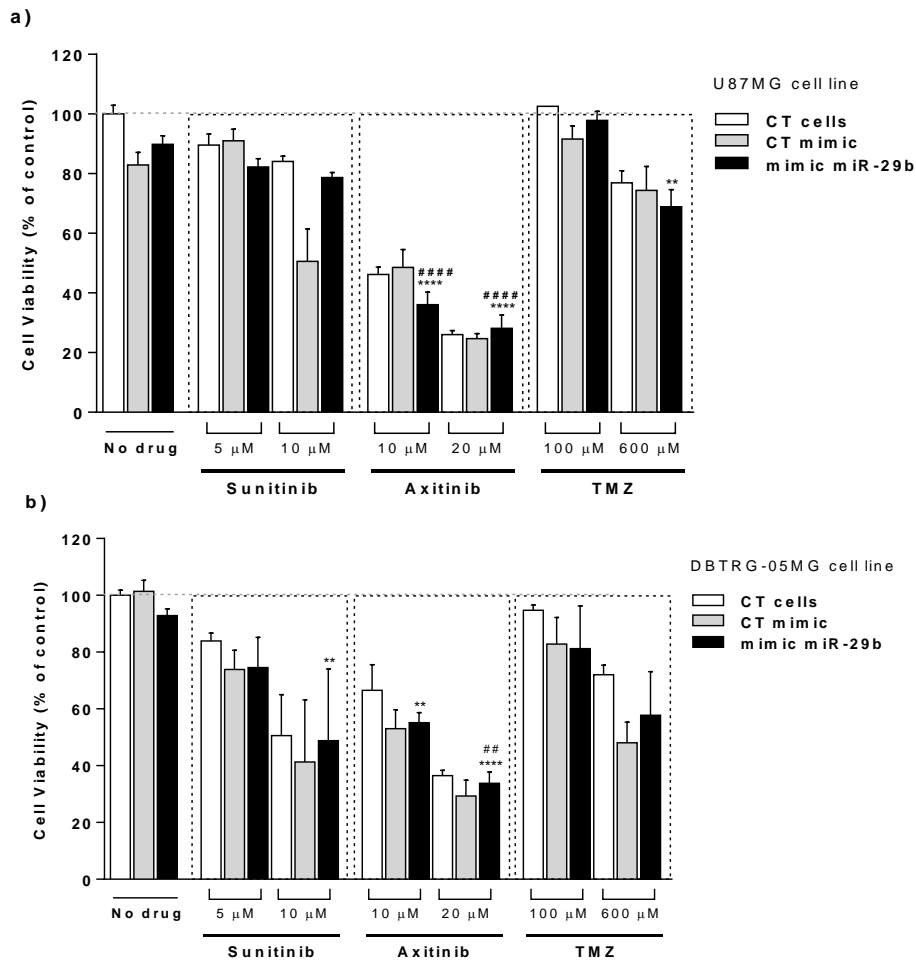 a)
U87MG cell line
CT cells
CT mimic
mimic miR-29b
Cell Viability (% of control)
120
100
80
60
40
20
0
####
****
####
****
**
5 µM 10 µM 10 µM 20 µM 100 µM 600 µM
No drug
Sunitinib Axitinib TMZ
b)
DBTRG-05MG cell line
CT cells
CT mimic
mimic miR-29b
Cell Viability (% of control)
120
100
80
60
40
20
0
**
**
##
****
5 µM 10 µM 10 µM 20 µM 100 µM 600 µM
No drug
Sunitinib Axitinib TMZ